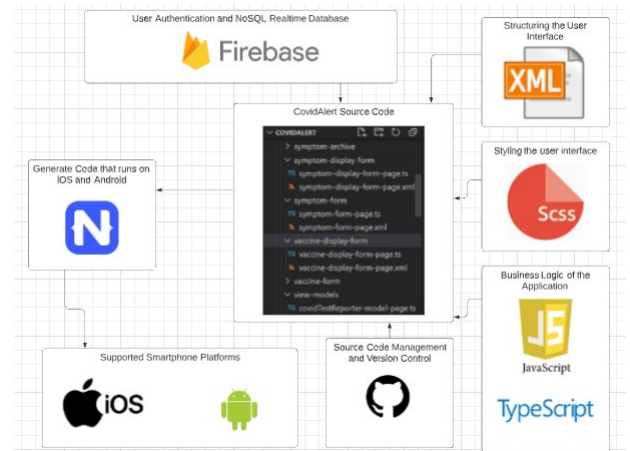 User Authentication and NoSQL Realtime Database
Firebase
Structuring the User
Interface
XML
CovidAlert Source Code
COVIDALERT
symptom-archive
symptom-display-form
TS symptom-display-form-page.ts
symptom-display-form-page.xml
symptom-form
TS symptom-form-page.ts
symptom-form-page.xml
vaccine-display-form
TS vaccine-display-form-page.ts
vaccine-display-form-page.xml
vaccine-form
view-models
TS covidTestReporter-model-page.ts
Generate Code that runs on
IOS and Android
N
Styling the user interface
Scss
Business Logic of the
Application
JS
JavaScript
TypeScript
Supported Smartphone Platforms
iOS
Source Code Management
and Version Control